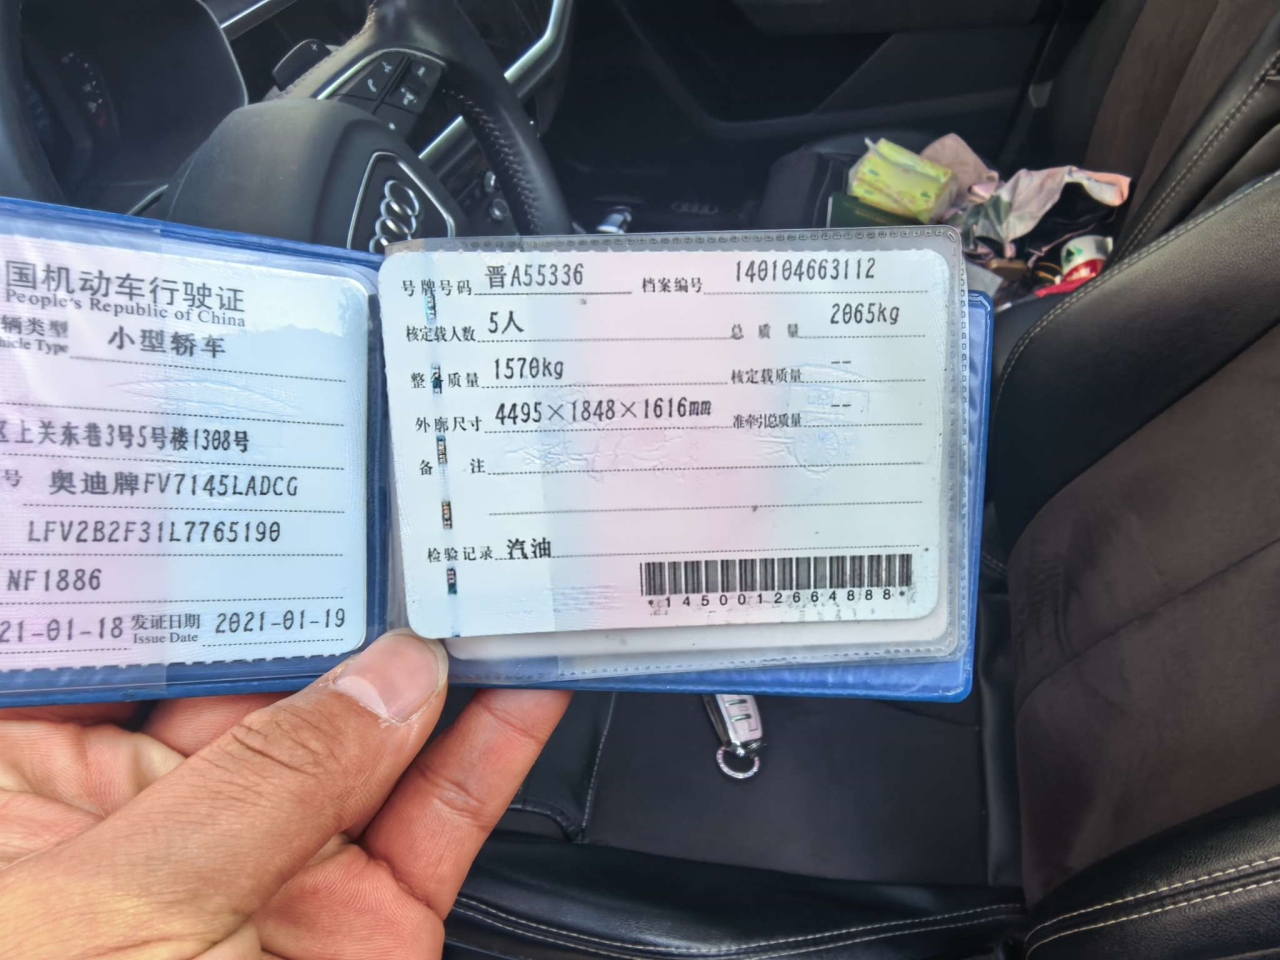 国机动车行驶证
People's Republic of China
辆类型 小型轿车
hicle Type
区上关东巷3号5号楼1308号
号 奥迪牌FV7145LADCG
LFV2B2F31L7765190
NF1886
21-01-18 发证日期 2021-01-19
Issue Date
号牌号码 晋A55336 档案编号 140104663112
核定载人数 5人 总质量 2065kg
整备质量 1570kg 核定载质量 --
外廓尺寸 4495×1848×1616mm 准牵引总质量 --
备注
检验记录 汽油
*1450012664888*